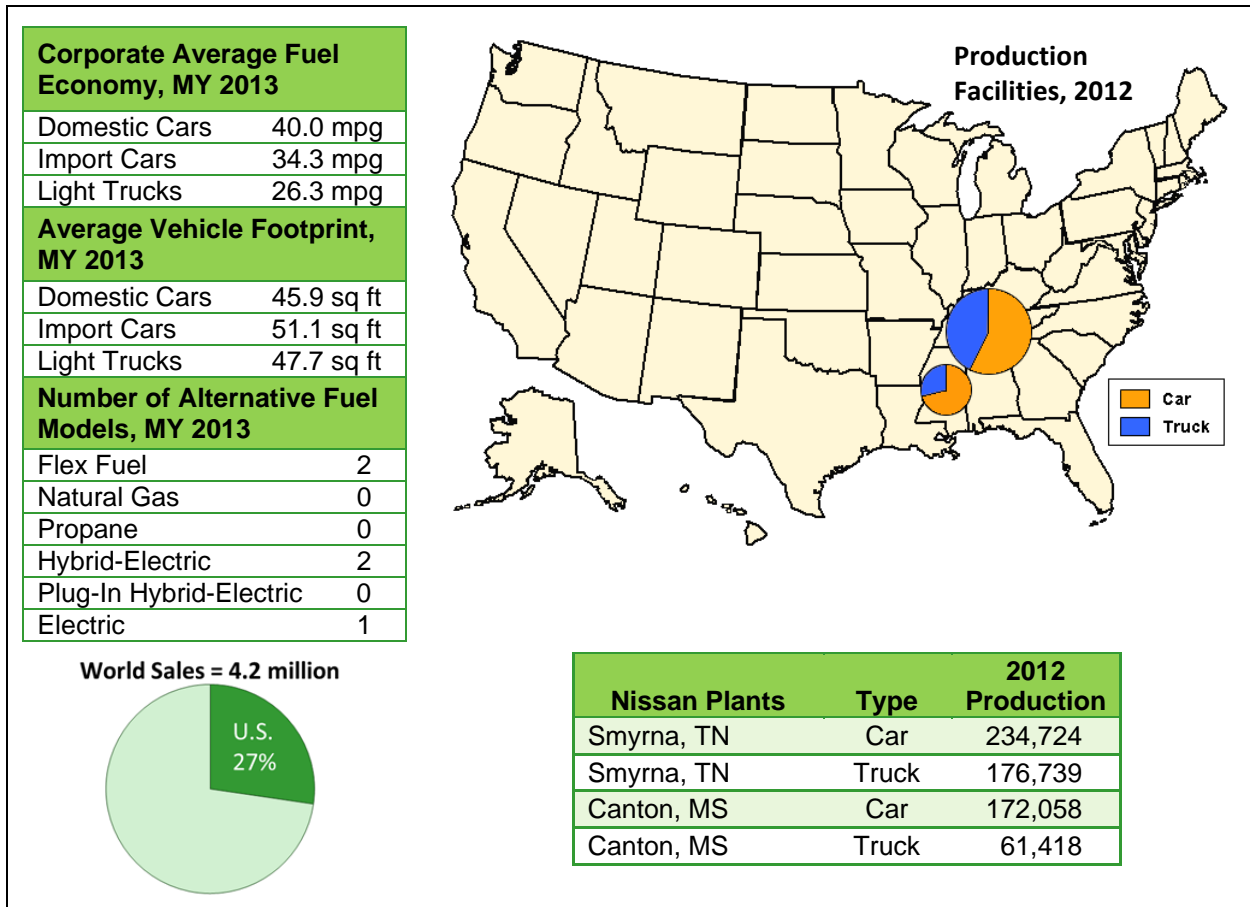 Corporate Average Fuel
Economy, MY 2013
Domestic Cars 40.0 mpg
Import Cars 34.3 mpg
Light Trucks 26.3 mpg
Average Vehicle Footprint,
MY 2013
Domestic Cars 45.9 sq ft
Import Cars 51.1 sq ft
Light Trucks 47.7 sq ft
Number of Alternative Fuel
Models, MY 2013
Flex Fuel 2
Natural Gas 0
Propane 0
Hybrid-Electric 2
Plug-In Hybrid-Electric 0
Electric 1
World Sales = 4.2 million
U.S.
27%
Production
Facilities, 2012
Car
Truck
Nissan Plants Type 2012 Production
Smyrna, TN Car 234,724
Smyrna, TN Truck 176,739
Canton, MS Car 172,058
Canton, MS Truck 61,418